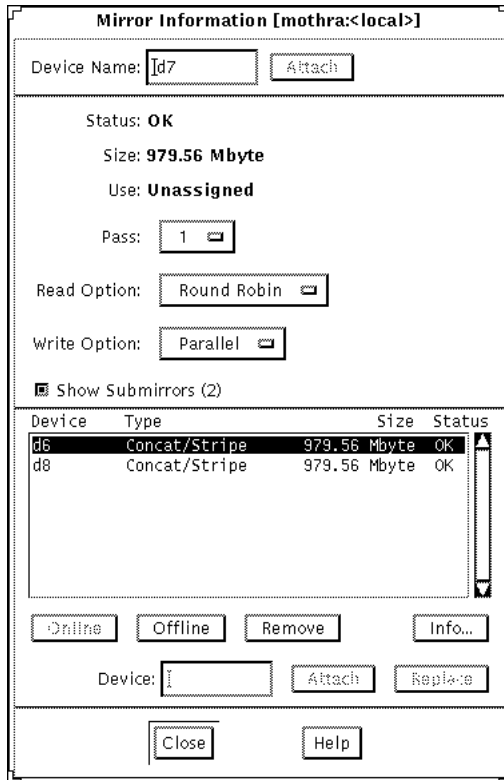 Mirror Information [mothra:<local>]
Device Name: d7 Attach
Status: OK
Size: 979.56 Mbyte
Use: Unassigned
Pass: 1
Read Option: Round Robin
Write Option: Parallel
Show Submirrors (2)
Device Type Size Status
d6 Concat/Stripe 979.56 Mbyte OK
d8 Concat/Stripe 979.56 Mbyte OK
Online Offline Remove Info...
Device: Attach Replace
Close Help